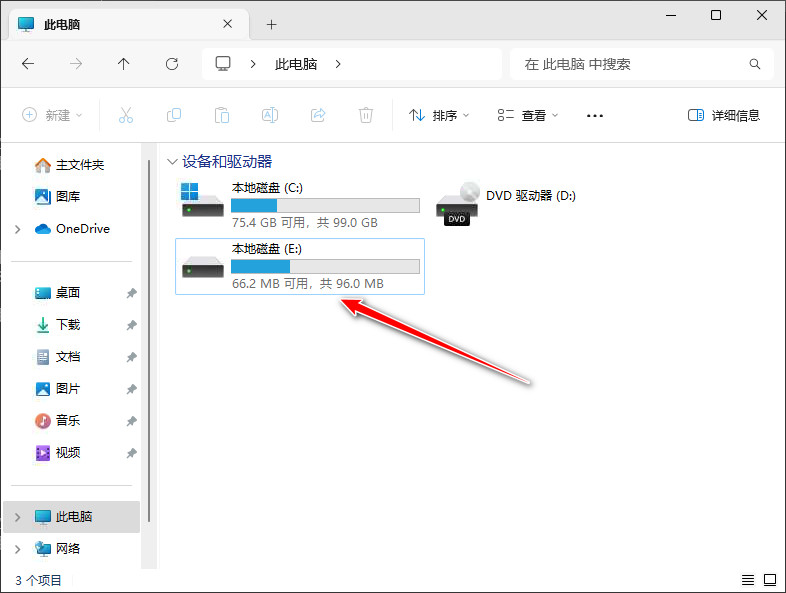 此电脑
此电脑
在 此电脑 中搜索
新建
排序
查看
详细信息
主文件夹
图库
OneDrive
桌面
下载
文档
图片
音乐
视频
此电脑
网络
设备和驱动器
本地磁盘 (C:)
75.4 GB 可用，共 99.0 GB
DVD 驱动器 (D:)
DVD
本地磁盘 (E:)
66.2 MB 可用，共 96.0 MB
3 个项目